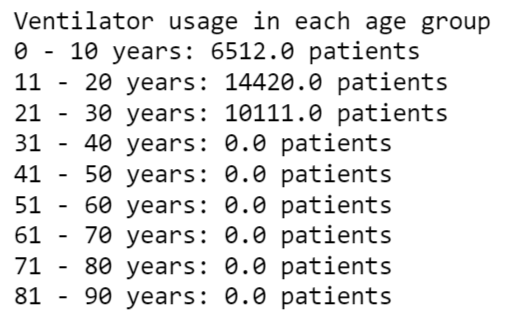 Ventilator usage in each age group
0 - 10 years: 6512.0 patients
11 - 20 years: 14420.0 patients
21 - 30 years: 10111.0 patients
31 - 40 years: 0.0 patients
41 - 50 years: 0.0 patients
51 - 60 years: 0.0 patients
61 - 70 years: 0.0 patients
71 - 80 years: 0.0 patients
81 - 90 years: 0.0 patients